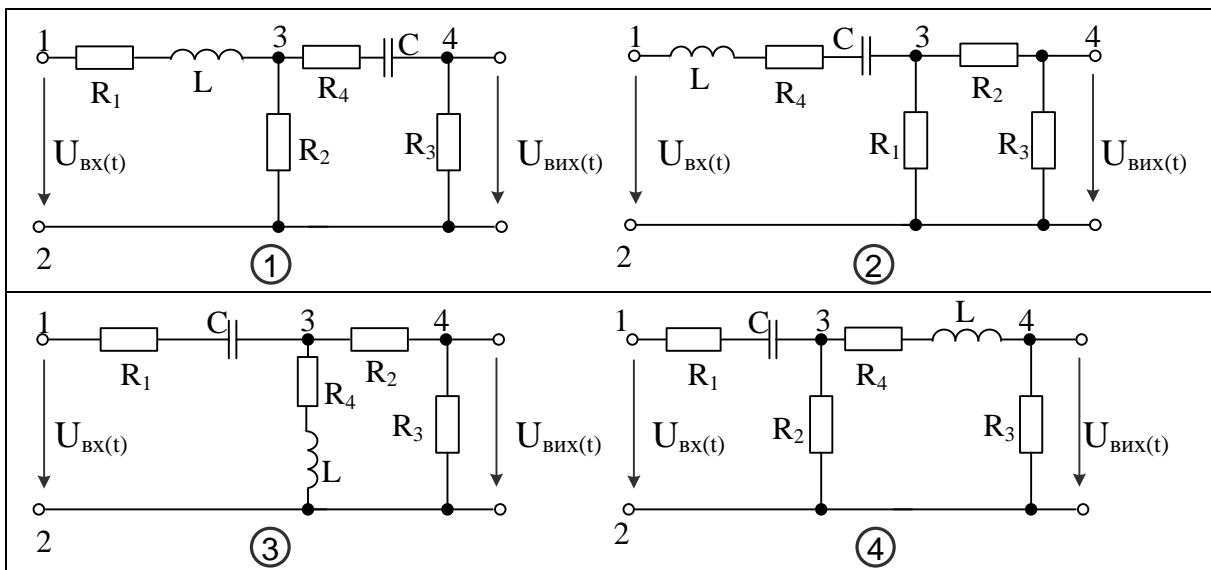 1 3 4
R₁ L R₄ C
R₂ R₃
Uвх(t) Uвих(t)
2
1
1 C 3 4
L R₄ R₂
R₁ R₃
Uвх(t) Uвих(t)
2
2
1 C 3 4
R₁ R₂
R₄
R₃
Uвх(t) Uвих(t)
L
2
3
1 C 3 L 4
R₁ R₄
R₂ R₃
Uвх(t) Uвих(t)
2
4